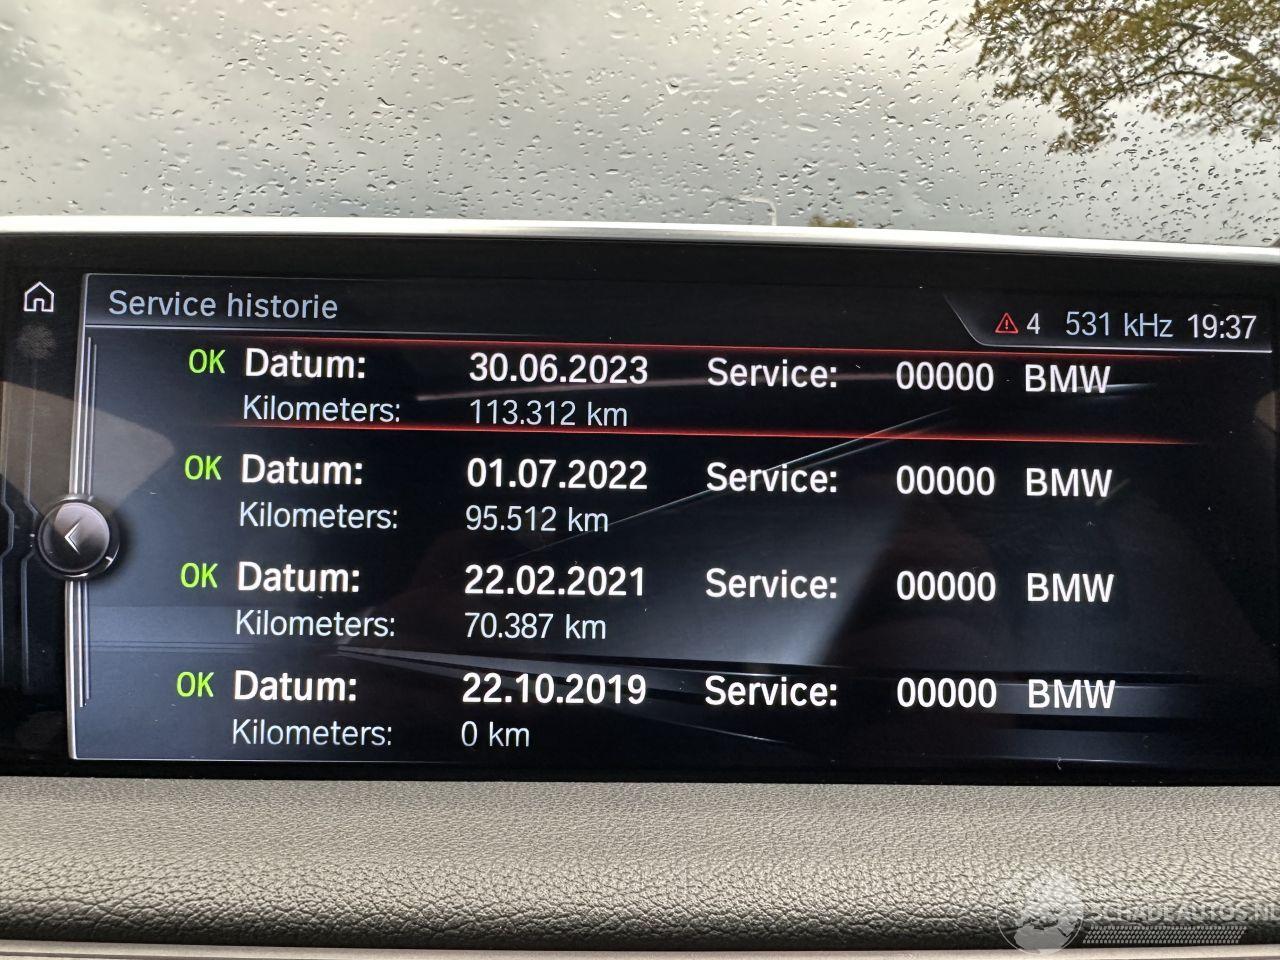 Service historie
4 531 kHz 19:37
OK Datum: 30.06.2023 Service: 00000 BMW
Kilometers: 113.312 km
OK Datum: 01.07.2022 Service: 00000 BMW
Kilometers: 95.512 km
OK Datum: 22.02.2021 Service: 00000 BMW
Kilometers: 70.387 km
OK Datum: 22.10.2019 Service: 00000 BMW
Kilometers: 0 km
SCHADEAUTOS.NL